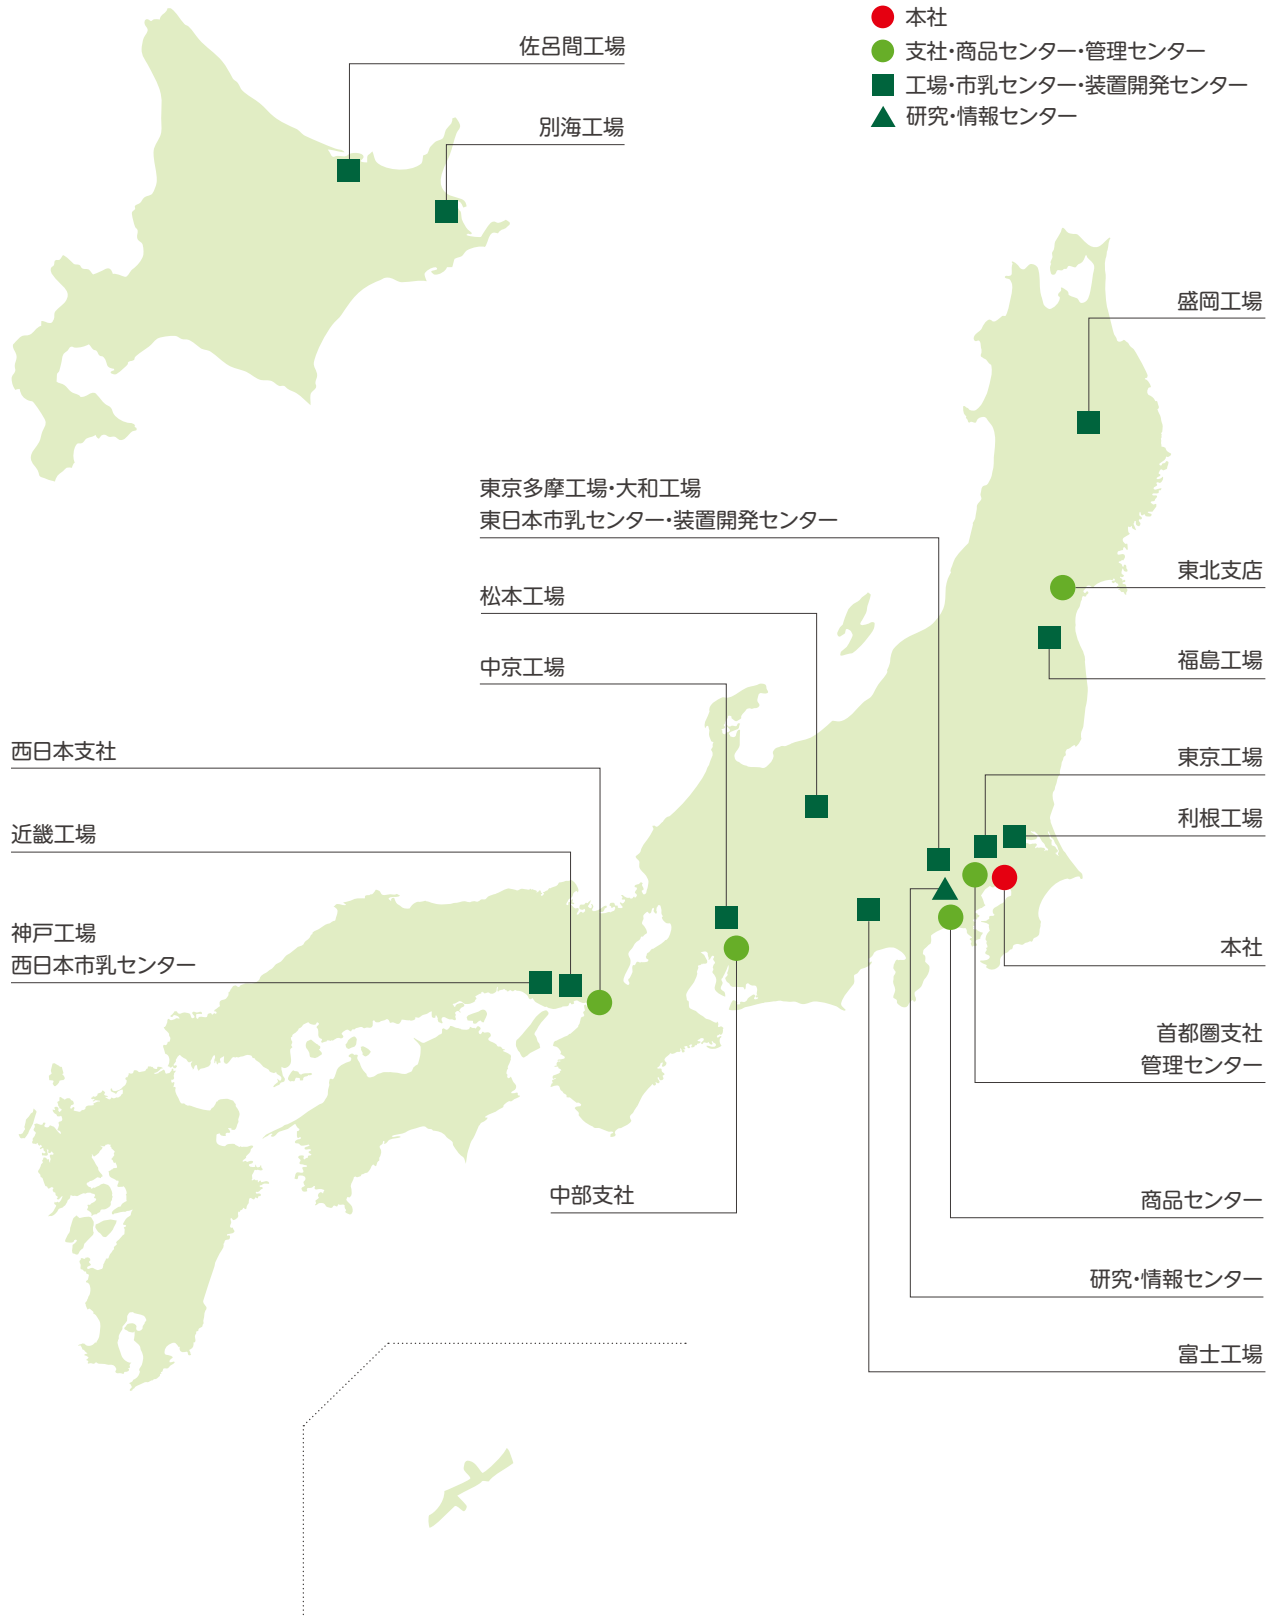 本社
支社・商品センター・管理センター
工場・市乳センター・装置開発センター
研究・情報センター
佐呂間工場
別海工場
盛岡工場
東京多摩工場・大和工場
東日本市乳センター・装置開発センター
東北支店
松本工場
福島工場
中京工場
西日本支社
東京工場
利根工場
近畿工場
神戸工場
西日本市乳センター
本社
首都圏支社
管理センター
中部支社
商品センター
研究・情報センター
富士工場